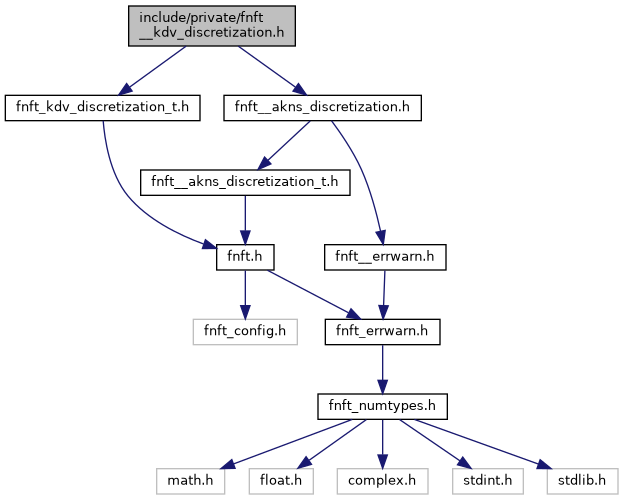 include/private/fnft
__kdv_discretization.h
fnft_kdv_discretization_t.h
fnft__akns_discretization.h
fnft__akns_discretization_t.h
fnft.h
fnft__errwarn.h
fnft_config.h
fnft_errwarn.h
fnft_numtypes.h
math.h
float.h
complex.h
stdint.h
stdlib.h